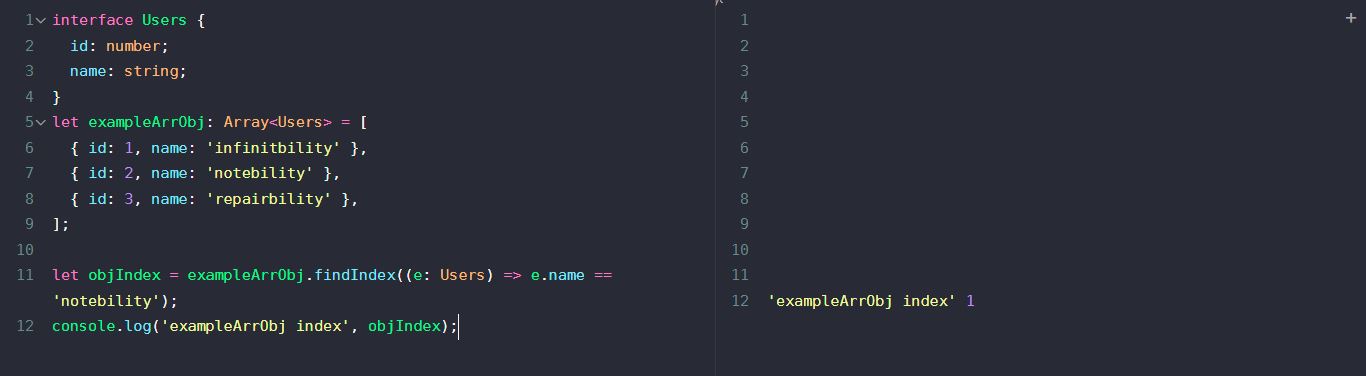 1 interface Users {
2 id: number;
3 name: string;
4 }
5 let exampleArrObj: Array<Users> = [
6 { id: 1, name: 'infinitbility' },
7 { id: 2, name: 'notebility' },
8 { id: 3, name: 'repairbility' },
9 ];
10
11 let objIndex = exampleArrObj.findIndex((e: Users) => e.name ==
'notebility');
12 console.log('exampleArrObj index', objIndex);
1
2
3
4
5
6
7
8
9
10
11
12 'exampleArrObj index' 1
+